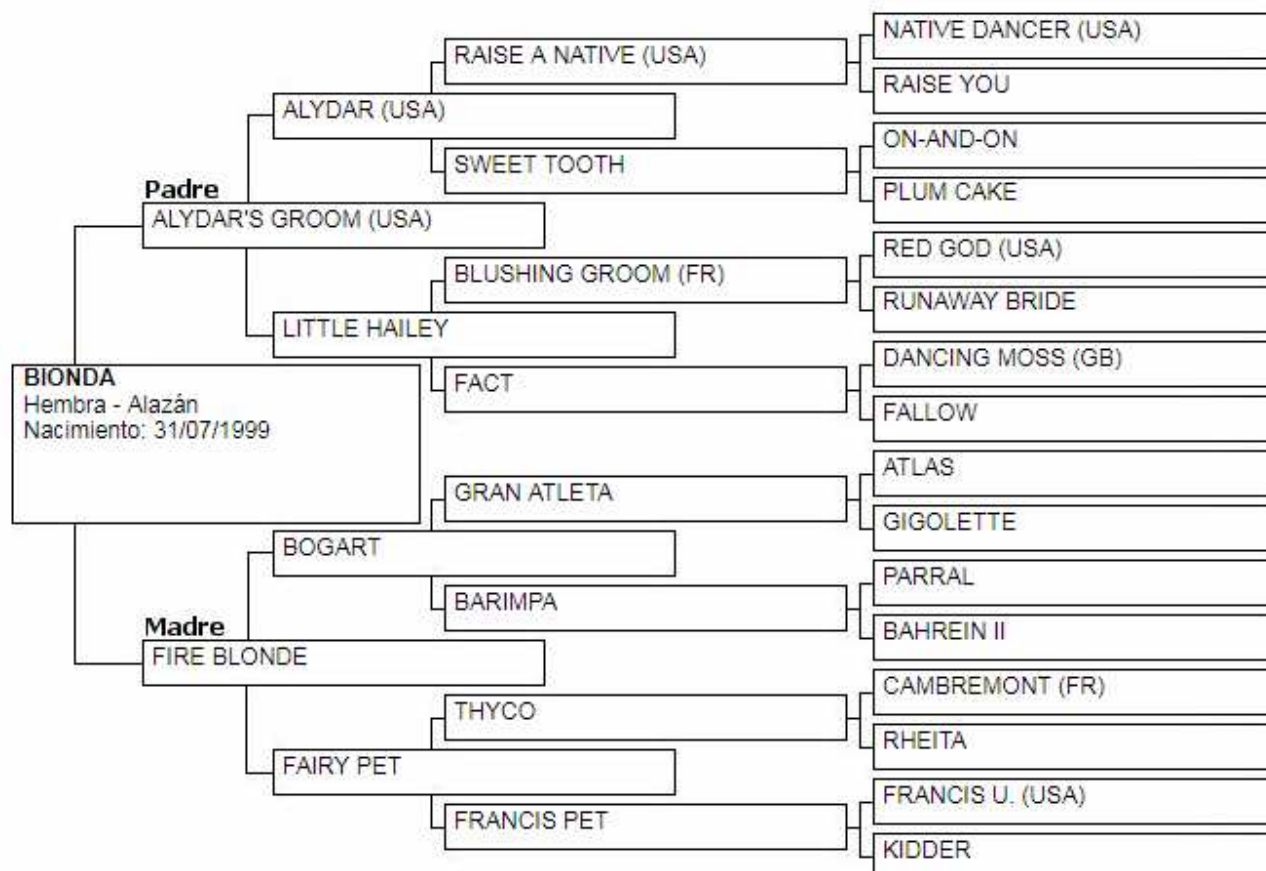 NATIVE DANCER (USA)
RAISE A NATIVE (USA)
RAISE YOU
ALYDAR (USA)
ON-AND-ON
SWEET TOOTH
PLUM CAKE
Padre
ALYDAR'S GROOM (USA)
RED GOD (USA)
BLUSHING GROOM (FR)
RUNAWAY BRIDE
LITTLE HAILEY
DANCING MOSS (GB)
FACT
FALLOW
BIONDA
Hembra - Alazán
Nacimiento: 31/07/1999
ATLAS
GRAN ATLETA
GIGOLETTE
BOGART
PARRAL
BARIMPA
BAHREIN II
Madre
FIRE BLONDE
CAMBREMONT (FR)
THYCO
RHEITA
FAIRY PET
FRANCIS U. (USA)
FRANCIS PET
KIDDER